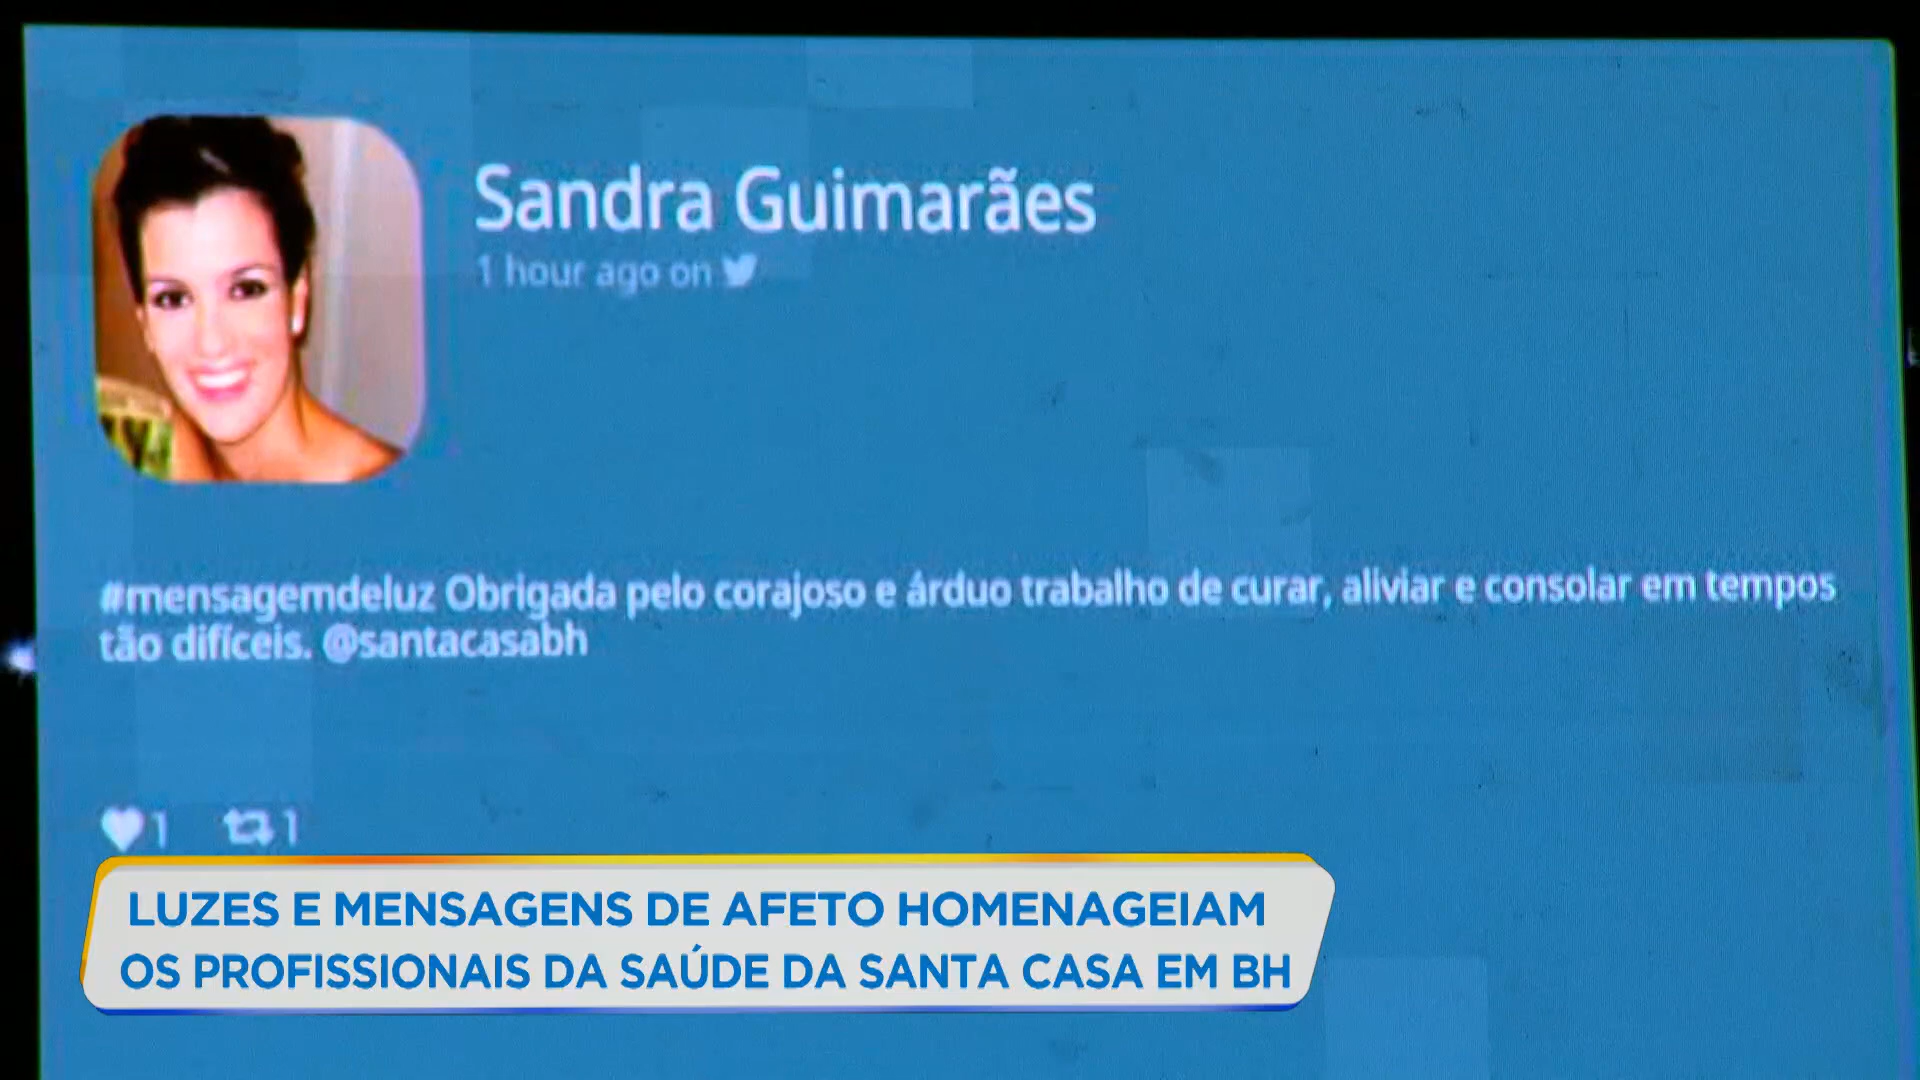 Sandra Guimarães
1 hour ago on
#mensagemdeluz Obrigada pelo corajoso e árduo trabalho de curar, aliviar e consolar em tempos
tão difíceis. @santacasabh
1 1
LUZES E MENSAGENS DE AFETO HOMENAGEIAM
OS PROFISSIONAIS DA SAÚDE DA SANTA CASA EM BH